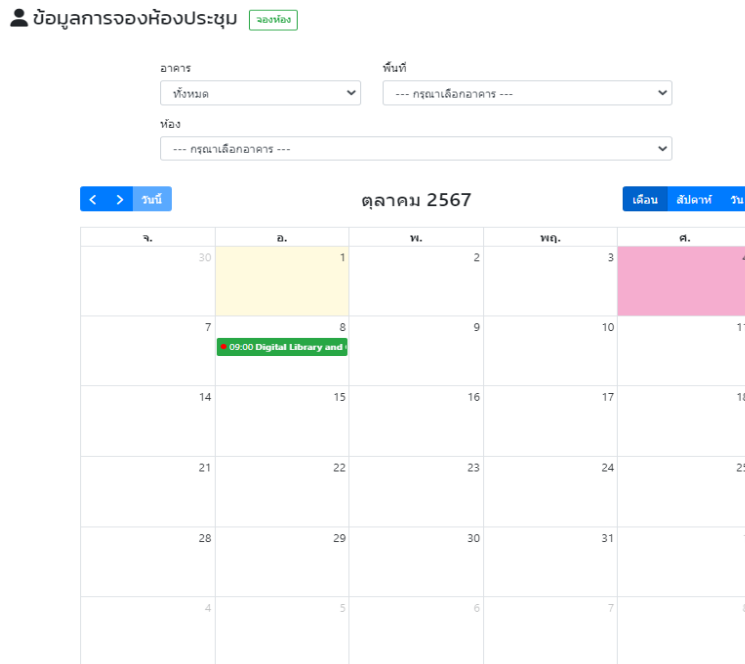 ข้อมูลการจองห้องประชุม จองห้อง
อาคาร พื้นที่
ทั้งหมด --- กรุณาเลือกอาคาร ---
ห้อง
--- กรุณาเลือกอาคาร ---
วันนี้ ตุลาคม 2567 เดือน สัปดาห์ วัน
จ. อ. พ. พฤ. ศ.
30 1 2 3 4
7 8 9 10 11
09:00 Digital Library and
14 15 16 17 18
21 22 23 24 25
28 29 30 31
4 5 6 7 8